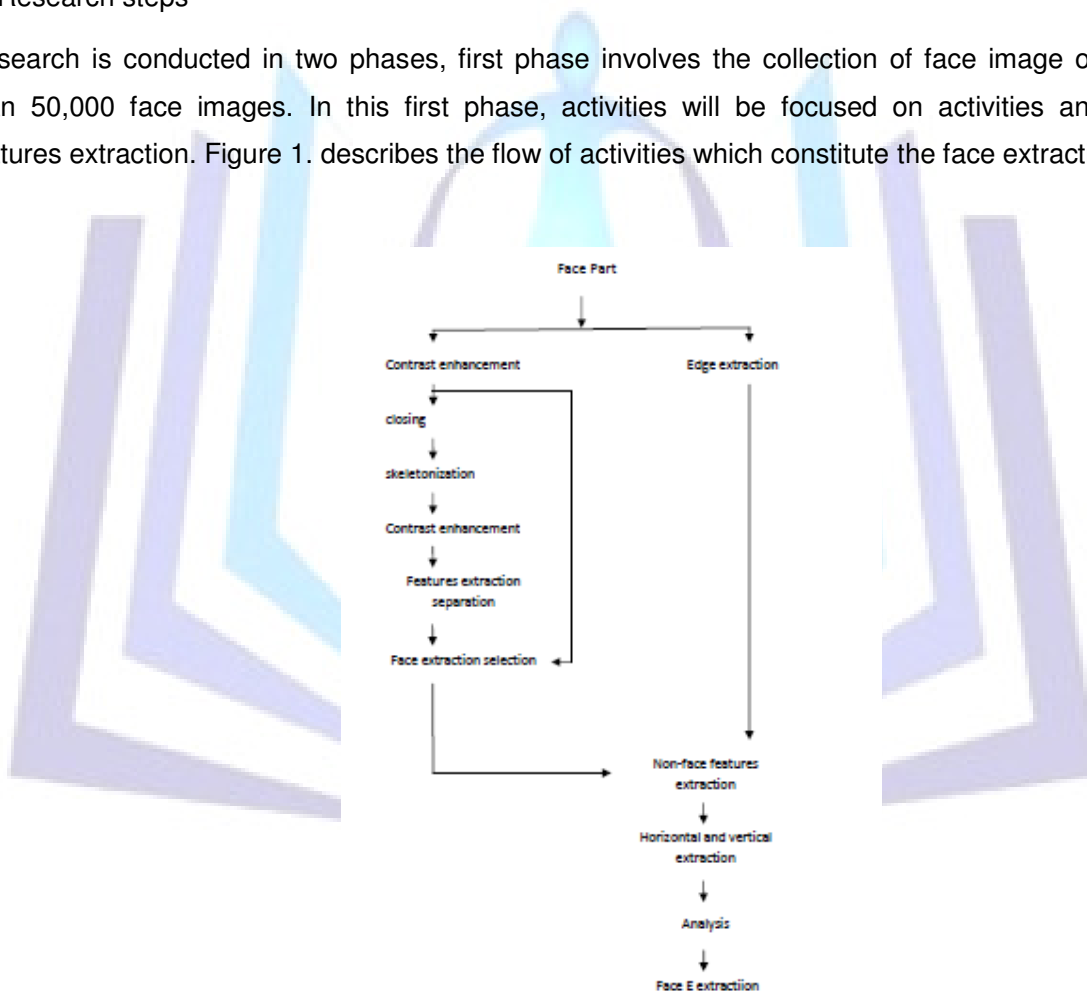 Research steps
search is conducted in two phases, first phase involves the collection of face image o
n 50,000 face images. In this first phase, activities will be focused on activities an
tures extraction. Figure 1. describes the flow of activities which constitute the face extract
Face Part
Contrast enhancement
Edge extraction
closing
skeletonization
Contrast enhancement
Features extraction
separation
Face extraction selection
Non-face features
extraction
Horizontal and vertical
extraction
Analysis
Face E extractiion